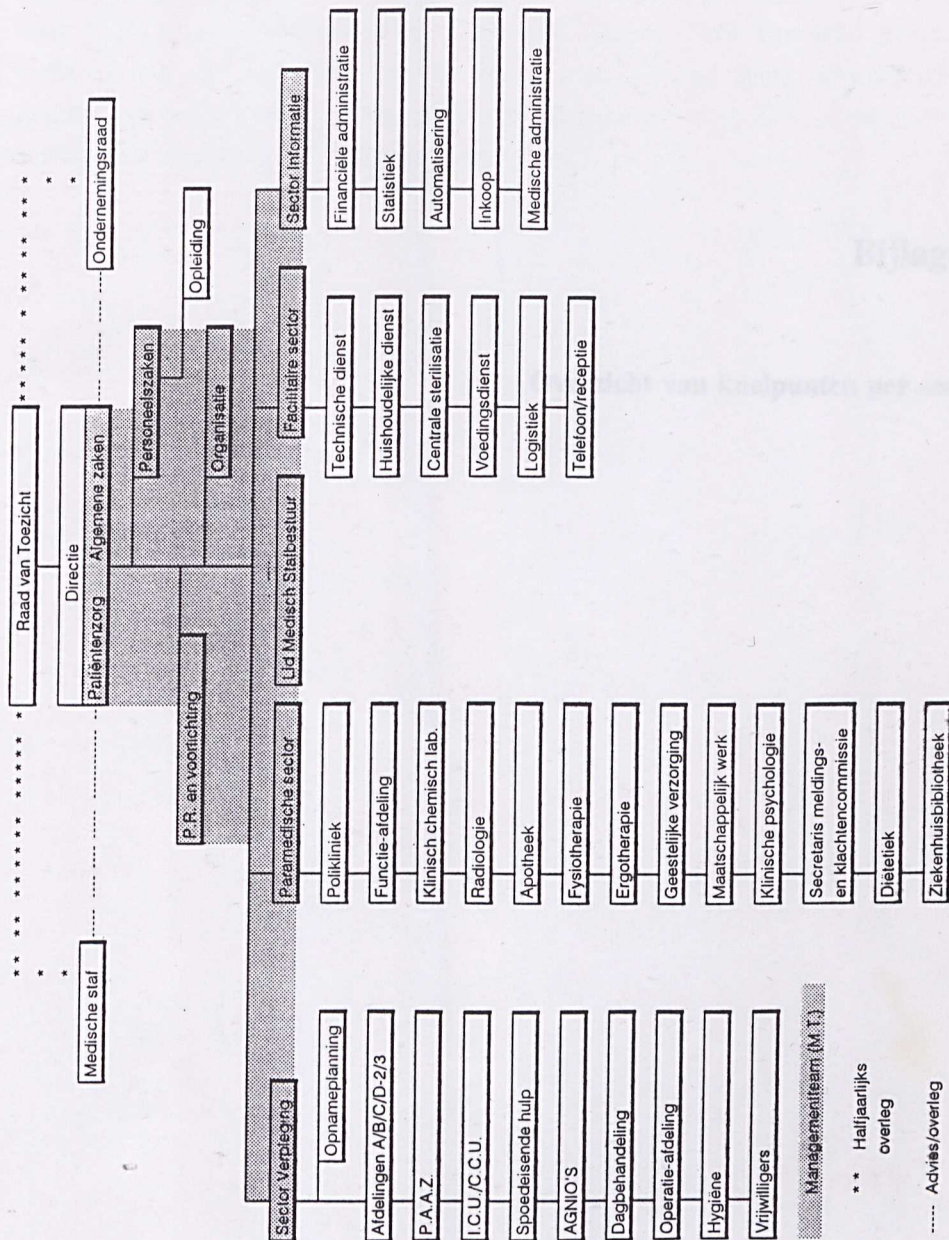 Raad van Toezicht
Directie
Patiëntenzorg Algemene zaken
Medische staf
Ondernemingsraad
Personeelszaken
Opleiding
P.R. en voorlichting
Organisatie
Sector Verpleging
Opnameplanning
Afdelingen A/B/C/D-2/3
P.A.A.Z.
I.C.U./C.C.U.
Spoedeisende hulp
AGNIO'S
Dagbehandeling
Operatie-afdeling
Hygiëne
Vrijwilligers
Paramedische sector
Polikliniek
Functie-afdeling
Klinisch chemisch lab.
Radiologie
Apotheek
Fysiotherapie
Ergotherapie
Geestelijke verzorging
Maatschappelijk werk
Klinische psychologie
Secretaris meldings-
en klachtencommissie
Diëtetiek
Ziekenhuisbibliotheek
Lid Medisch Stafbestuur
Facilitaire sector
Technische dienst
Huishoudelijke dienst
Centrale sterilisatie
Voedingsdienst
Logistiek
Telefoon/receptie
Sector Informatie
Financiële administratie
Statistiek
Automatisering
Inkoop
Medische administratie
Managementteam (M.T.)
* * Halfjaarlijks
overleg
----- Advies/overleg